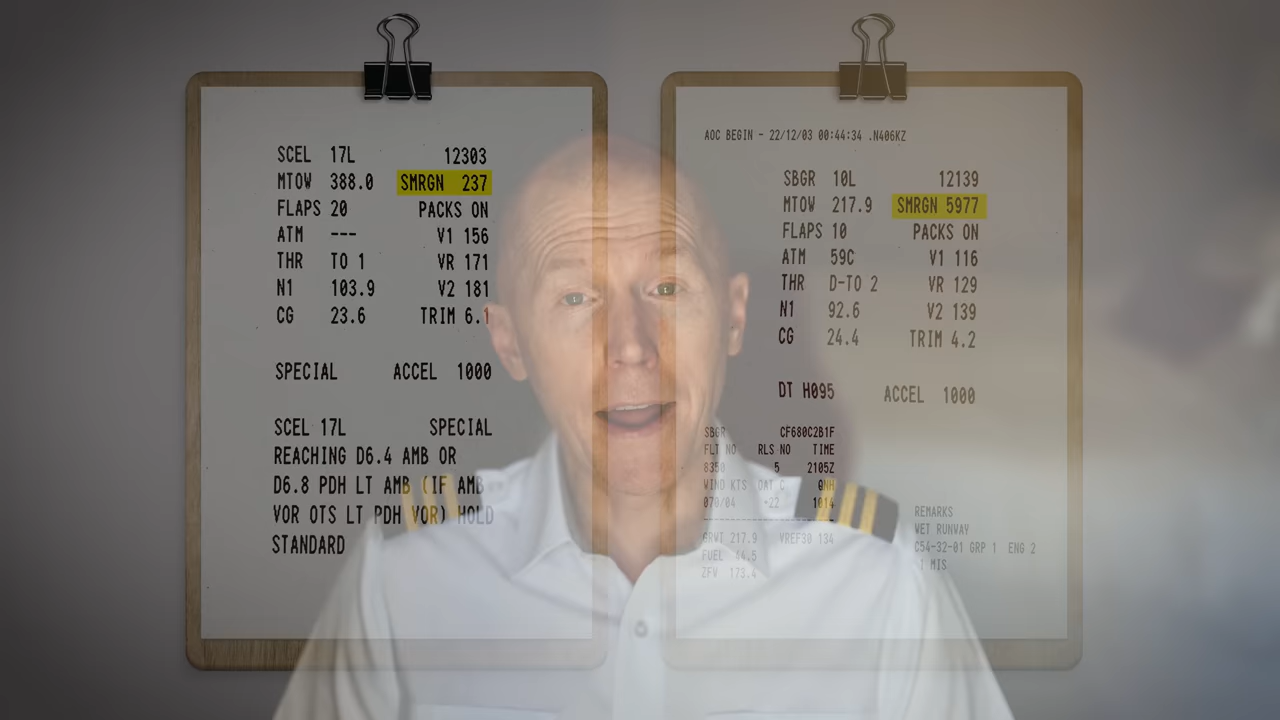 SCEL 17L 12303
MTOW 388.0 SMRGN 237
FLAPS 20 PACKS ON
ATM --- V1 156
THR TO 1 VR 171
N1 103.9 V2 181
CG 23.6 TRIM 6.1
SPECIAL ACCEL 1000
SCEL 17L SPECIAL
REACHING D6.4 AMB OR
D6.8 PDH LT AMB (IF AMB
VOR OTS LT PDH VOR) HOLD
STANDARD
AOC BEGIN - 22/12/03 00:44:34 .N406KZ
SBGR 10L 12139
MTOW 217.9 SMRGN 5977
FLAPS 10 PACKS ON
ATM 59C V1 116
THR D-TO 2 VR 129
N1 92.6 V2 139
CG 24.4 TRIM 4.2
DT H095 ACCEL 1000
SBGR CF680C2B1F
FLT NO RLS NO TIME
8350 5 2105Z
WIND KTS OAT C QNH
070/04 +22 1014
GRWT 217.9 VREF30 134
FUEL 44.5
ZFW 173.4
REMARKS
WET RUNWAY
C54-32-01 GRP 1 ENG 2
MIS